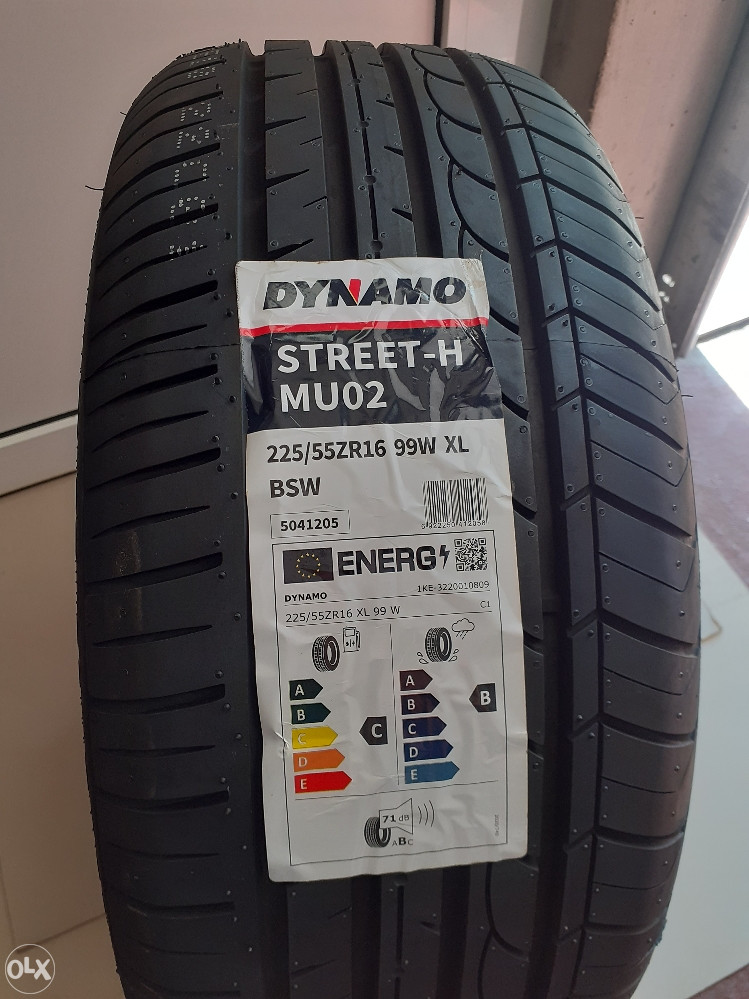 DYNAMO
STREET-H
MU02
225/55ZR16 99W XL
BSW
5041205
ENERG
DYNAMO
1KE-3220010809
225/55ZR16 XL 99 W
C1
A
B
C
D
E
C
A
B
C
D
E
B
71 dB
ABC
OLX